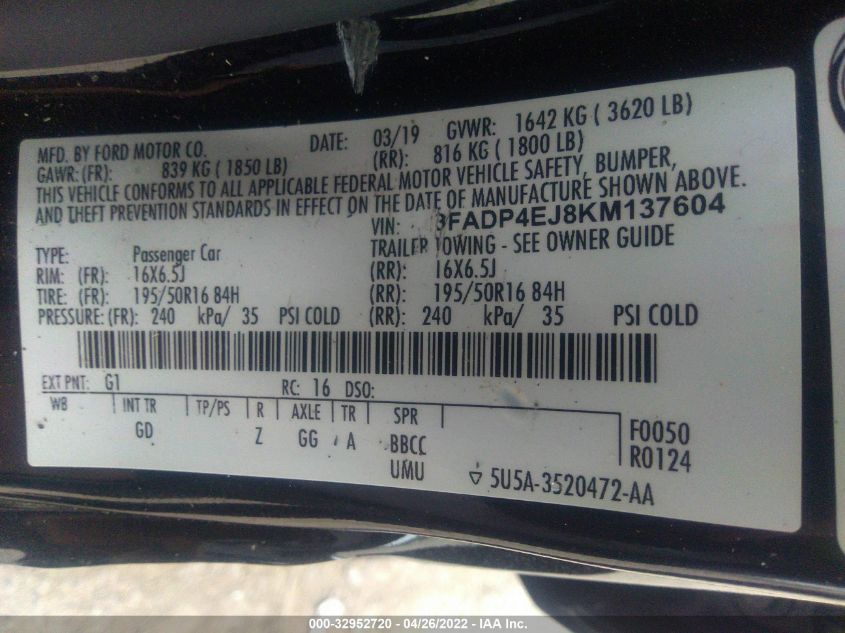 MFD. BY FORD MOTOR CO. DATE: 03/19 GVWR: 1642 KG ( 3620 LB)
GAWR: (FR): 839 KG ( 1850 LB) (RR): 816 KG ( 1800 LB)
THIS VEHICLE CONFORMS TO ALL APPLICABLE FEDERAL MOTOR VEHICLE SAFETY, BUMPER,
AND THEFT PREVENTION STANDARDS IN EFFECT ON THE DATE OF MANUFACTURE SHOWN ABOVE.
VIN: FADP4EJ8KM137604
TYPE: Passenger Car TRAILER TOWING - SEE OWNER GUIDE
RIM: (FR): 16X6.5J (RR): 16X6.5J
TIRE: (FR): 195/50R16 84H (RR): 195/50R16 84H
PRESSURE: (FR): 240 kPa/ 35 PSI COLD (RR): 240 kPa/ 35 PSI COLD
EXT PNT: G1 RC: 16 DSO:
WB INT TR TP/PS R AXLE TR SPR
GD Z GG A BBCC
UMU
F0050
R0124
5U5A-3520472-AA
000-32952720 - 04/26/2022 - IAA Inc.